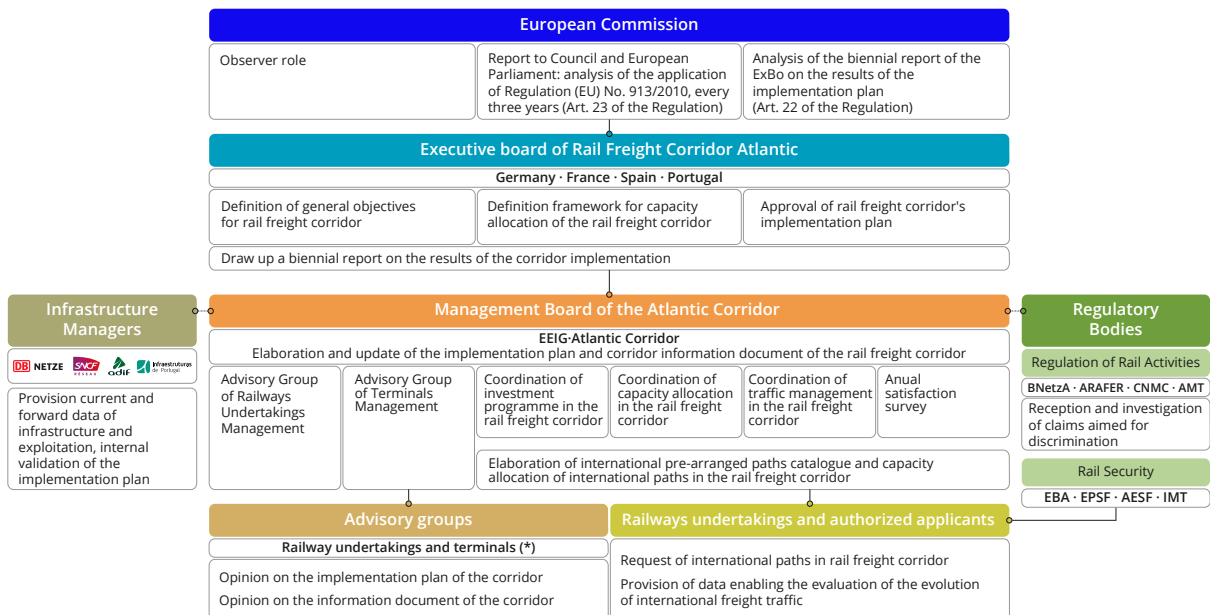 European Commission
Observer role
Report to Council and European
Parliament: analysis of the application
of Regulation (EU) No. 913/2010, every
three years (Art. 23 of the Regulation)
Analysis of the biennial report of the
ExBo on the results of the
implementation plan
(Art. 22 of the Regulation)
Executive board of Rail Freight Corridor Atlantic
Germany · France · Spain · Portugal
Definition of general objectives
for rail freight corridor
Definition framework for capacity
allocation of the rail freight corridor
Approval of rail freight corridor's
implementation plan
Draw up a biennial report on the results of the corridor implementation
Infrastructure
Managers
DB NETZE
SNCF
RÉSEAU
adif
Infraestruturas
de Portugal
Provision current and
forward data of
infrastructure and
exploitation, internal
validation of the
implementation plan
Management Board of the Atlantic Corridor
EEIG-Atlantic Corridor
Elaboration and update of the implementation plan and corridor information document of the rail freight corridor
Advisory Group
of Railways
Undertakings
Management
Advisory Group
of Terminals
Management
Coordination of
investment
programme in the
rail freight corridor
Coordination of
capacity allocation
in the rail freight
corridor
Coordination of
traffic management
in the rail freight
corridor
Anual
satisfaction
survey
Elaboration of international pre-arranged paths catalogue and capacity
allocation of international paths in the rail freight corridor
Regulatory
Bodies
Regulation of Rail Activities
BNetzA · ARAFER · CNMC · AMT
Reception and investigation
of claims aimed for
discrimination
Rail Security
EBA · EPSF · AESF · IMT
Advisory groups
Railway undertakings and terminals (*)
Opinion on the implementation plan of the corridor
Opinion on the information document of the corridor
Railways undertakings and authorized applicants
Request of international paths in rail freight corridor
Provision of data enabling the evaluation of the evolution
of international freight traffic